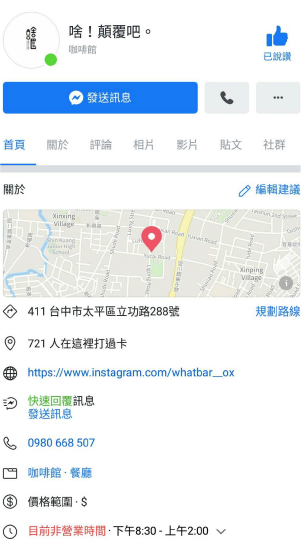 啥！顛覆吧。
咖啡館
已說讚
發送訊息
首頁 關於 評論 相片 影片 貼文 社群
關於
編輯建議
Xinxing Village
Yunan Road
Xinping Village
411 台中市太平區立功路288號
規劃路線
721 人在這裡打過卡
https://www.instagram.com/whatbar__ox
快速回覆訊息
發送訊息
0980 668 507
咖啡館 · 餐廳
價格範圍 · $
目前非營業時間 · 下午8:30 - 上午2:00